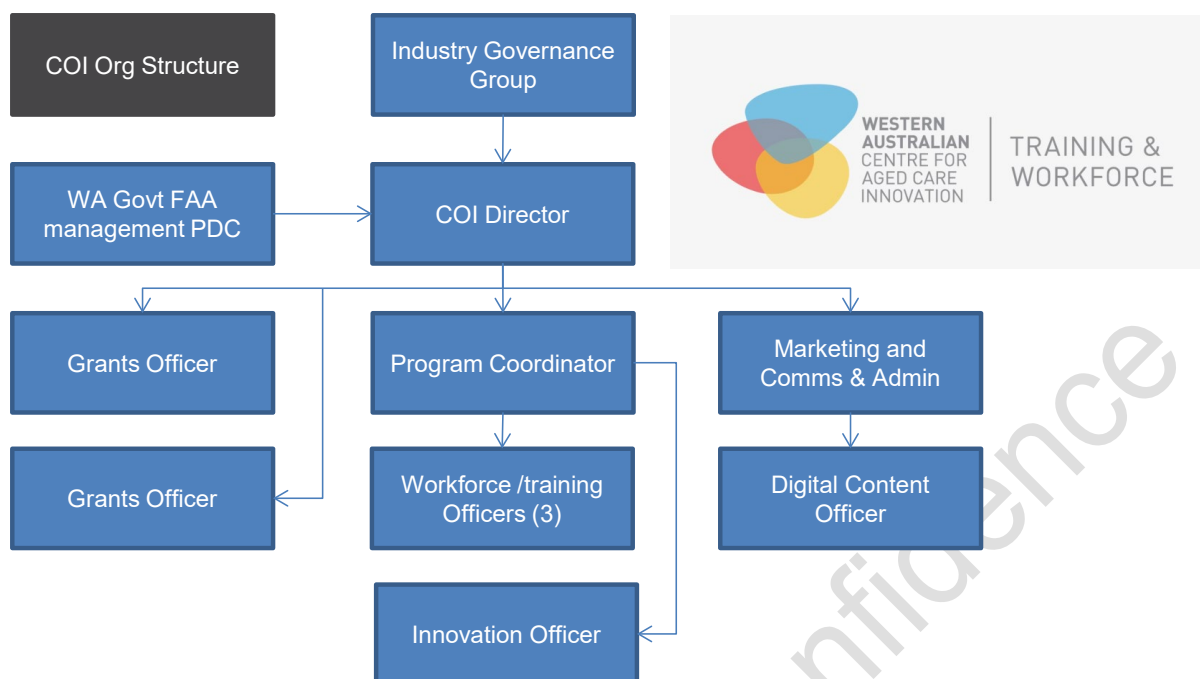 COI Org Structure
Industry Governance
Group
WESTERN
AUSTRALIAN
CENTRE FOR
AGED CARE
INNOVATION
TRAINING &
WORKFORCE
WA Govt FAA
management PDC
COI Director
Grants Officer
Program Coordinator
Marketing and
Comms & Admin
Grants Officer
Workforce /training
Officers (3)
Digital Content
Officer
Innovation Officer
nfidence